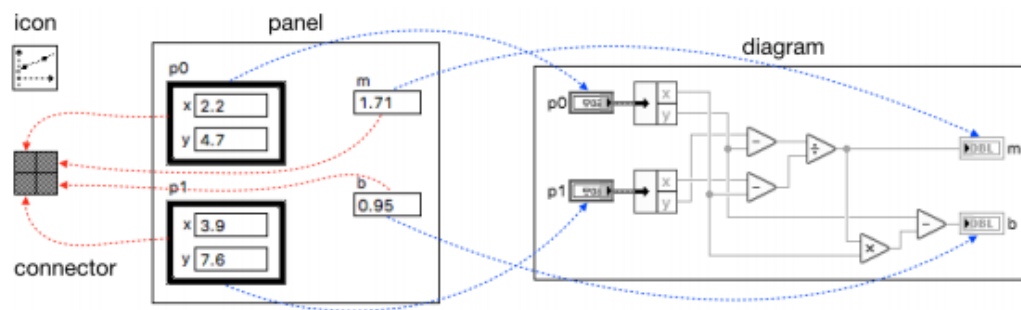 icon
panel
diagram
p0
x 2.2
y 4.7
m
1.71
p1
x 3.9
y 7.6
b
0.95
connector
p0
x
y
p1
x
y
−
÷
−
−
×
DBL m
DBL b